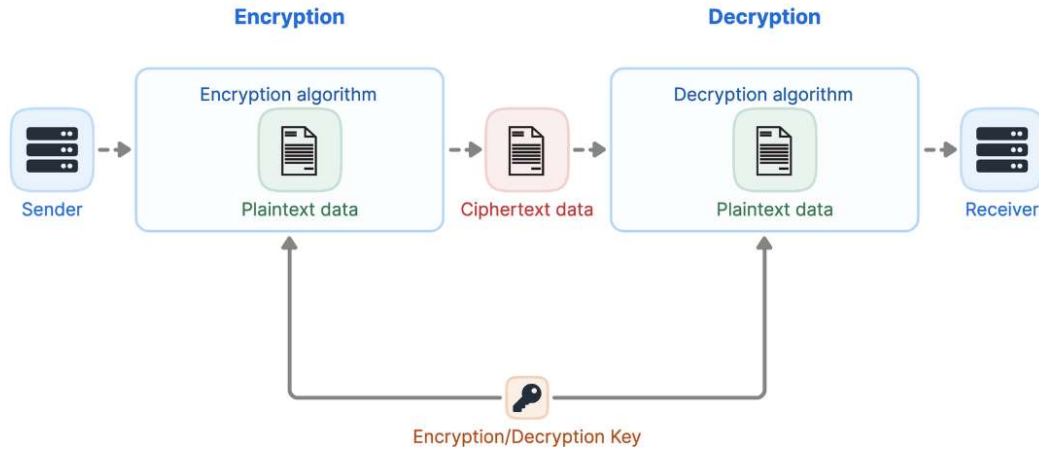 Encryption
Decryption
Encryption algorithm
Decryption algorithm
Sender
Plaintext data
Ciphertext data
Plaintext data
Receiver
Encryption/Decryption Key